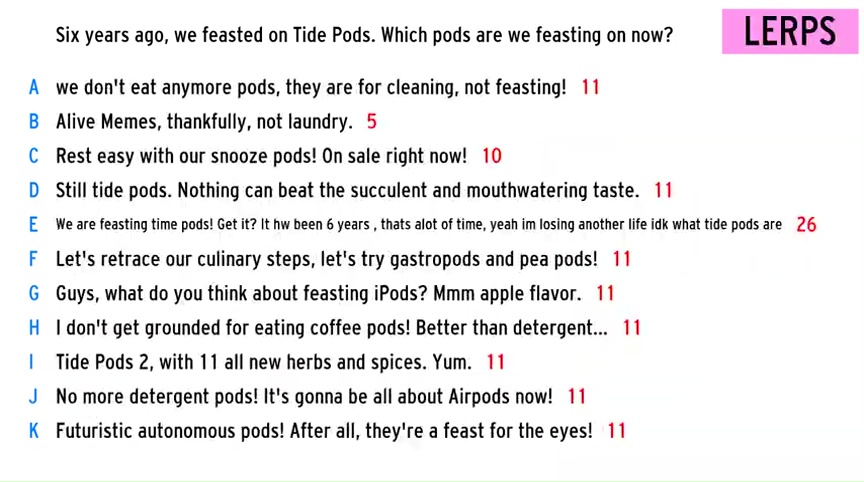 Six years ago, we feasted on Tide Pods. Which pods are we feasting on now?
LERPS
A we don't eat anymore pods, they are for cleaning, not feasting! 11
B Alive Memes, thankfully, not laundry. 5
C Rest easy with our snooze pods! On sale right now! 10
D Still tide pods. Nothing can beat the succulent and mouthwatering taste. 11
E We are feasting time pods! Get it? It hw been 6 years , thats alot of time, yeah im losing another life idk what tide pods are 26
F Let's retrace our culinary steps, let's try gastropods and pea pods! 11
G Guys, what do you think about feasting iPods? Mmm apple flavor. 11
H I don't get grounded for eating coffee pods! Better than detergent... 11
I Tide Pods 2, with 11 all new herbs and spices. Yum. 11
J No more detergent pods! It's gonna be all about Airpods now! 11
K Futuristic autonomous pods! After all, they're a feast for the eyes! 11